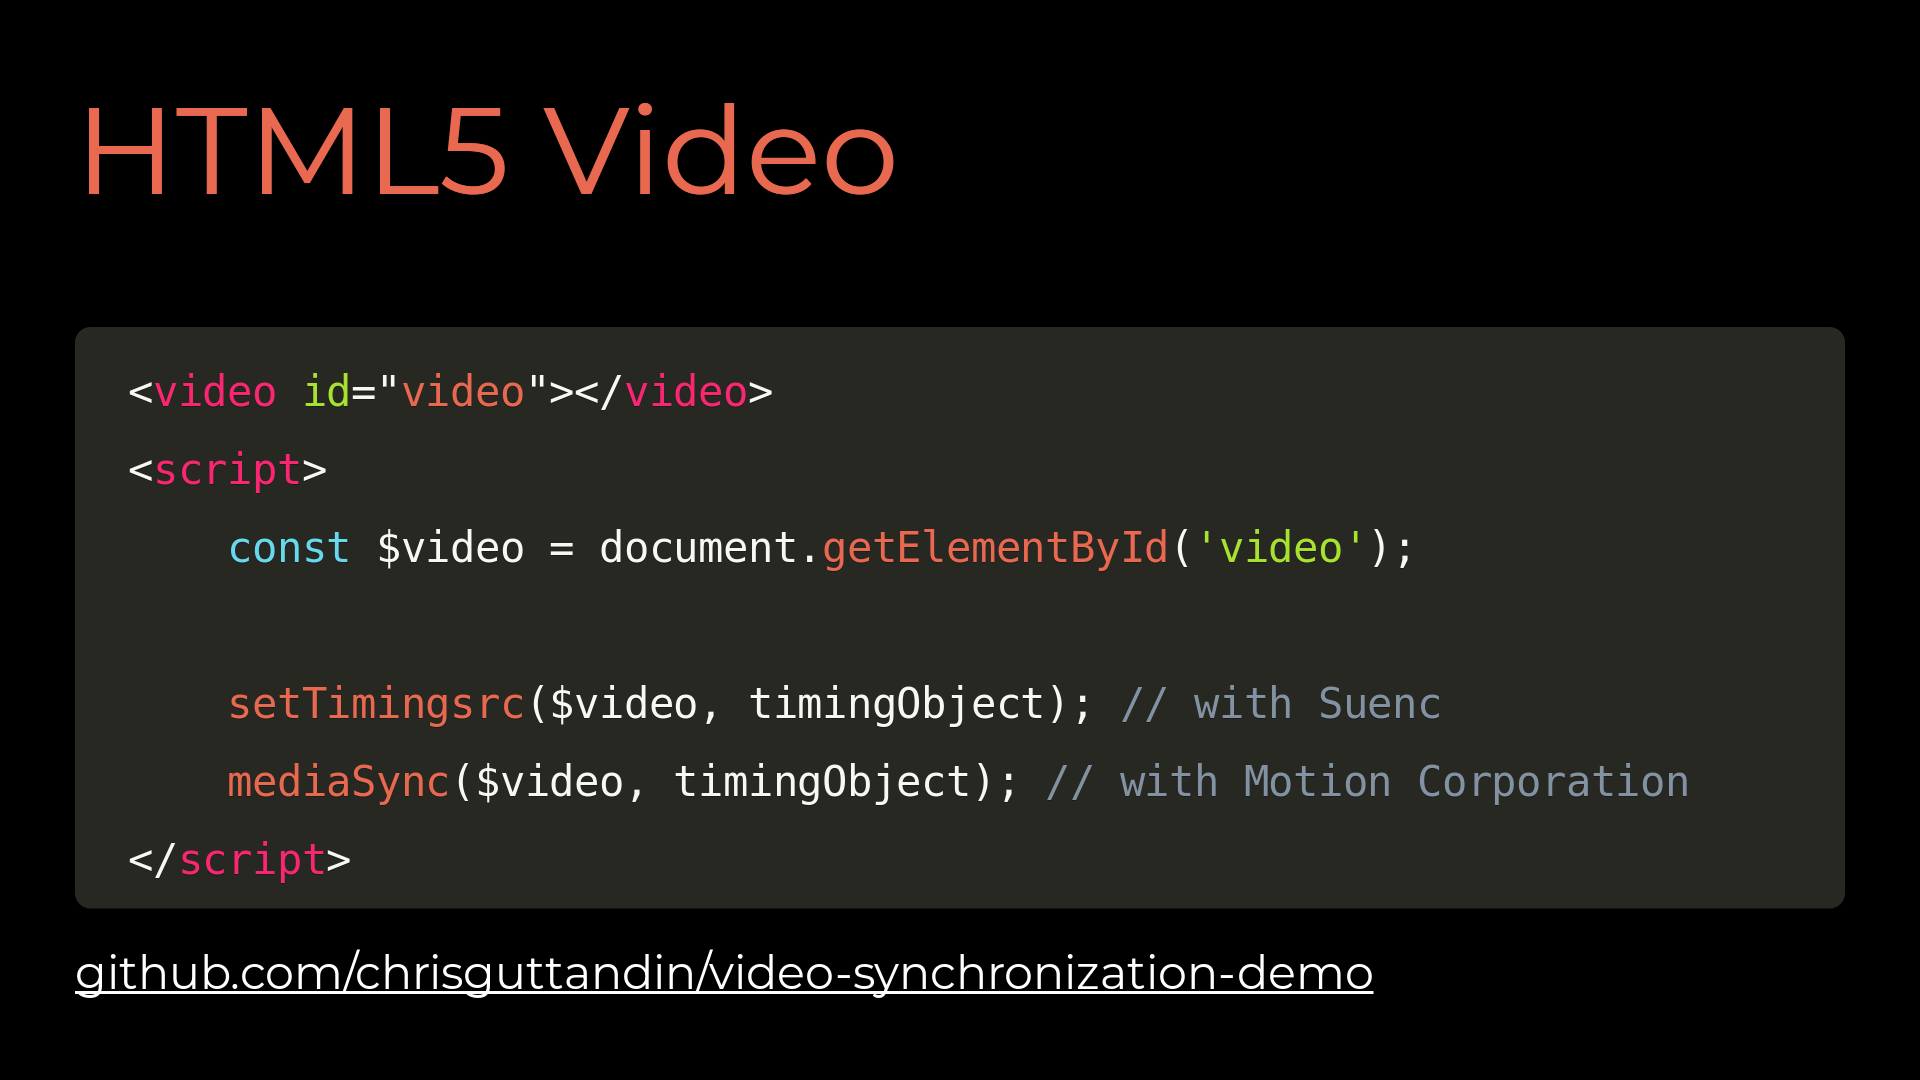 HTML5 Video
<video id="video"></video>
<script>
    const $video = document.getElementById('video');

    setTimingsrc($video, timingObject); // with Suenc
    mediaSync($video, timingObject); // with Motion Corporation
</script>
github.com/chrisguttandin/video-synchronization-demo